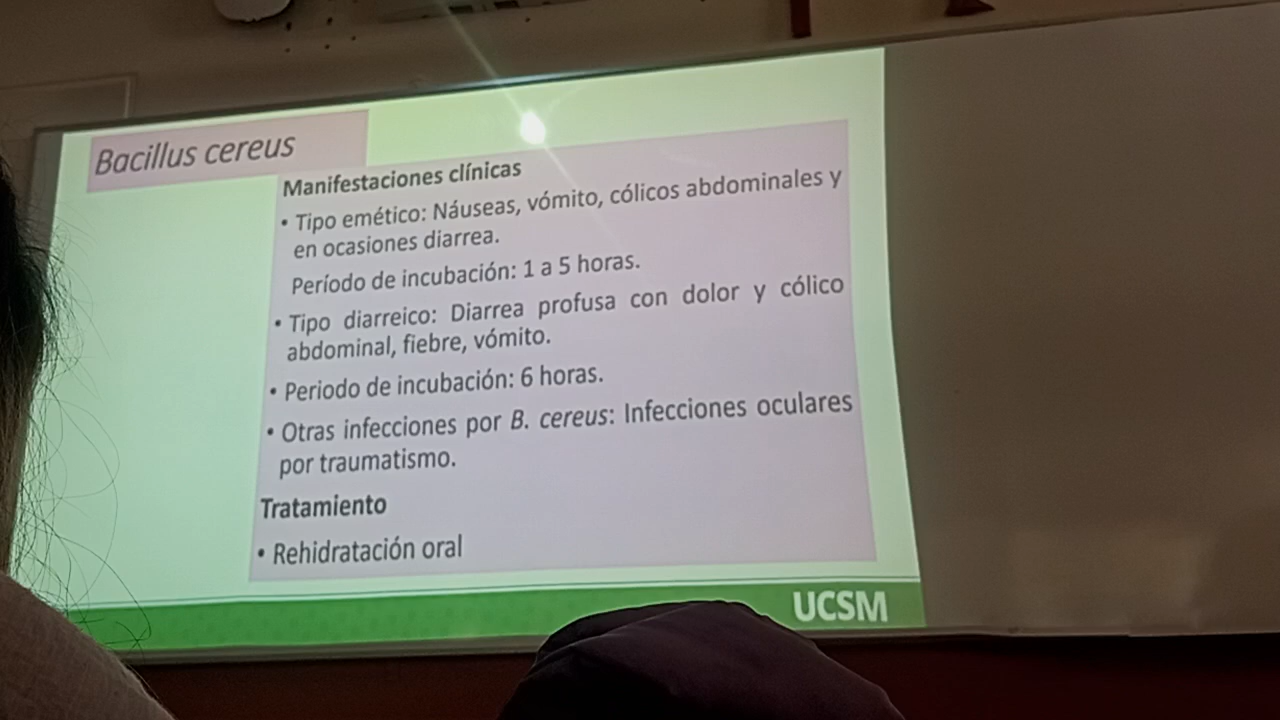 Bacillus cereus
Manifestaciones clínicas
• Tipo emético: Náuseas, vómito, cólicos abdominales y
en ocasiones diarrea.
Período de incubación: 1 a 5 horas.
• Tipo diarreico: Diarrea profusa con dolor y cólico
abdominal, fiebre, vómito.
• Periodo de incubación: 6 horas.
• Otras infecciones por B. cereus: Infecciones oculares
por traumatismo.
Tratamiento
• Rehidratación oral
UCSM